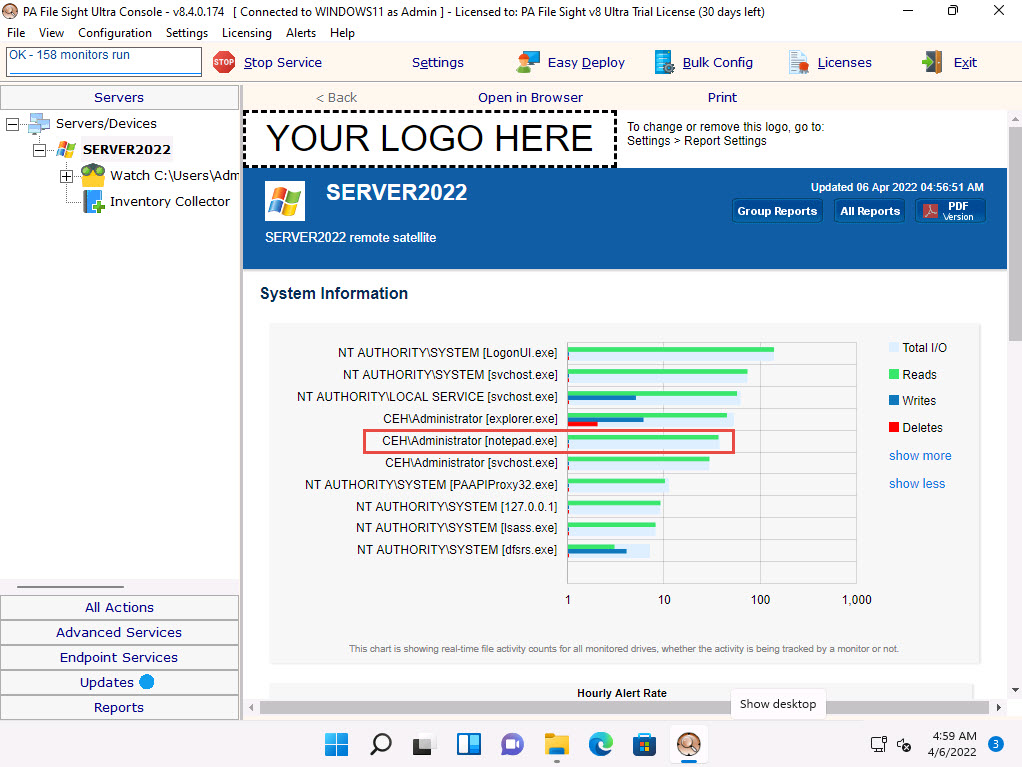 PA File Sight Ultra Console - v8.4.0.174 [ Connected to WINDOWS11 as Admin ] - Licensed to: PA File Sight v8 Ultra Trial License (30 days left)
File View Configuration Settings Licensing Alerts Help
OK - 158 monitors run
STOP Stop Service Settings Easy Deploy Bulk Config Licenses Exit
Servers
< Back Open in Browser Print
Servers/Devices
SERVER2022
Watch C:\Users\Adm
Inventory Collector
YOUR LOGO HERE
To change or remove this logo, go to:
Settings > Report Settings
SERVER2022
Updated 06 Apr 2022 04:56:51 AM
Group Reports All Reports PDF
Version
SERVER2022 remote satellite
System Information
NT AUTHORITY\SYSTEM [LogonUI.exe]
NT AUTHORITY\SYSTEM [svchost.exe]
NT AUTHORITY\LOCAL SERVICE [svchost.exe]
CEH\Administrator [explorer.exe]
CEH\Administrator [notepad.exe]
CEH\Administrator [svchost.exe]
NT AUTHORITY\SYSTEM [PAAPIProxy32.exe]
NT AUTHORITY\SYSTEM [127.0.0.1]
NT AUTHORITY\SYSTEM [lsass.exe]
NT AUTHORITY\SYSTEM [dfsrs.exe]
1 10 100 1,000
Total I/O
Reads
Writes
Deletes
show more
show less
This chart is showing real-time file activity counts for all monitored drives, whether the activity is being tracked by a monitor or not.
Hourly Alert Rate
All Actions
Advanced Services
Endpoint Services
Updates
Reports
Show desktop
4:59 AM
4/6/2022
3